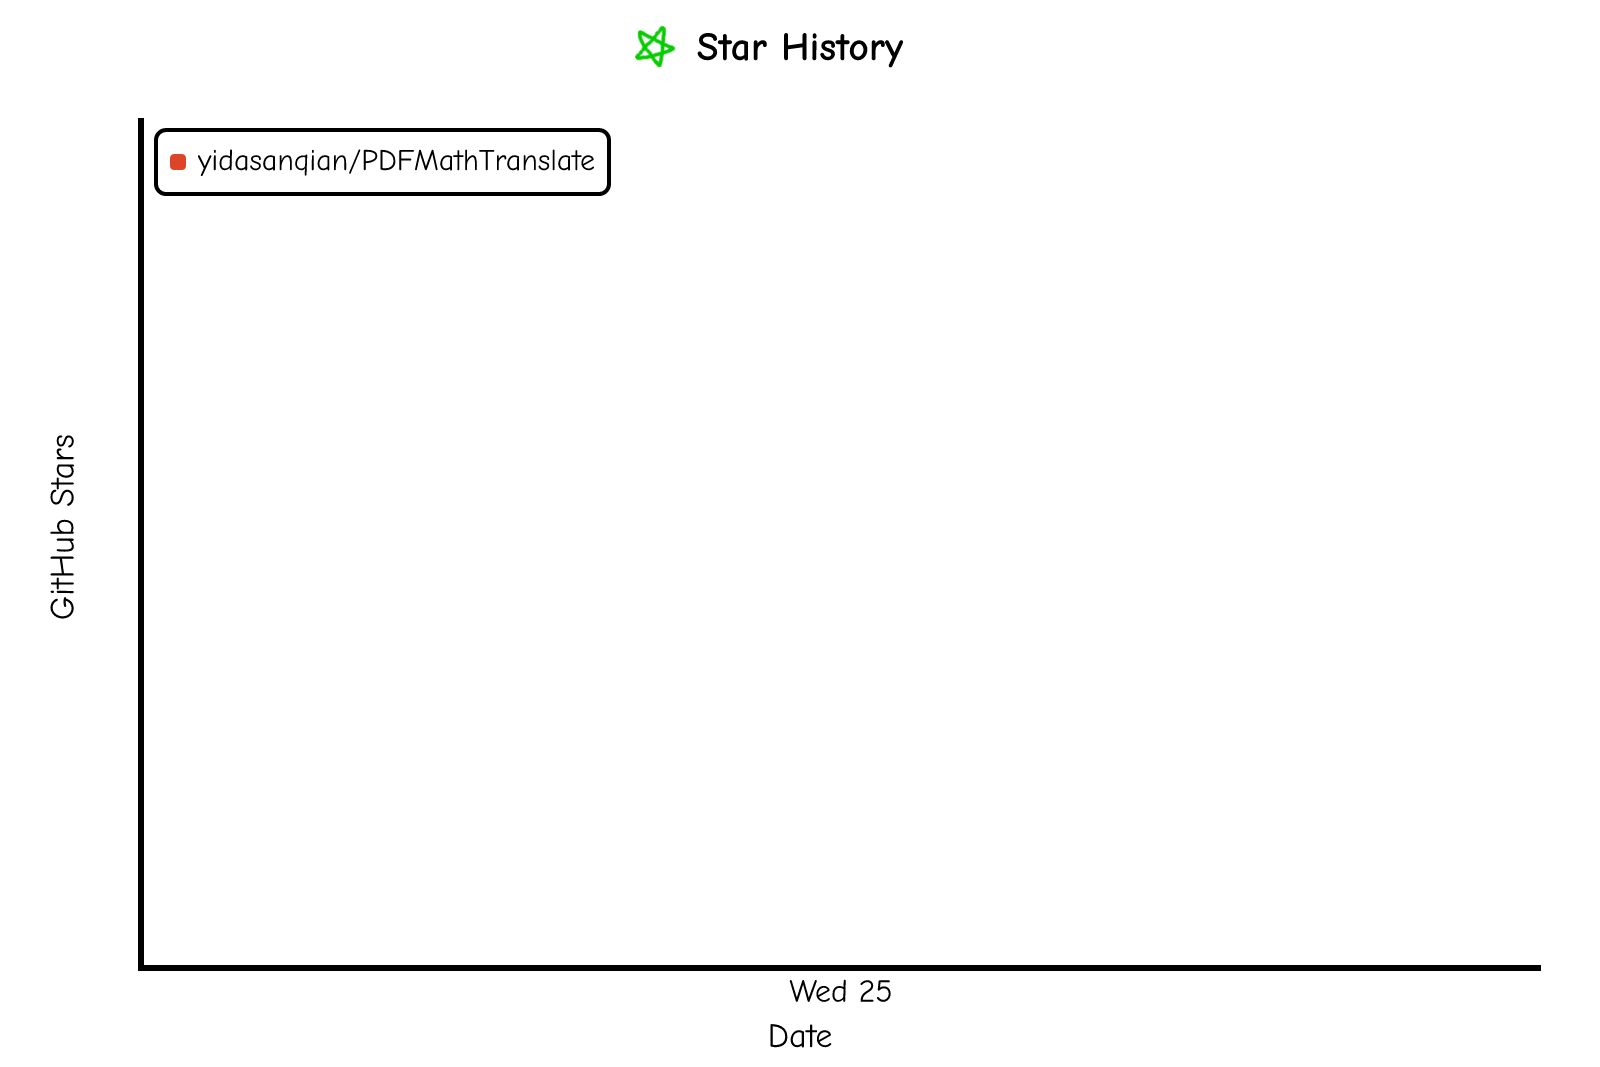 Star History
yidasanqian/PDFMathTranslate
GitHub Stars
Wed 25
Date